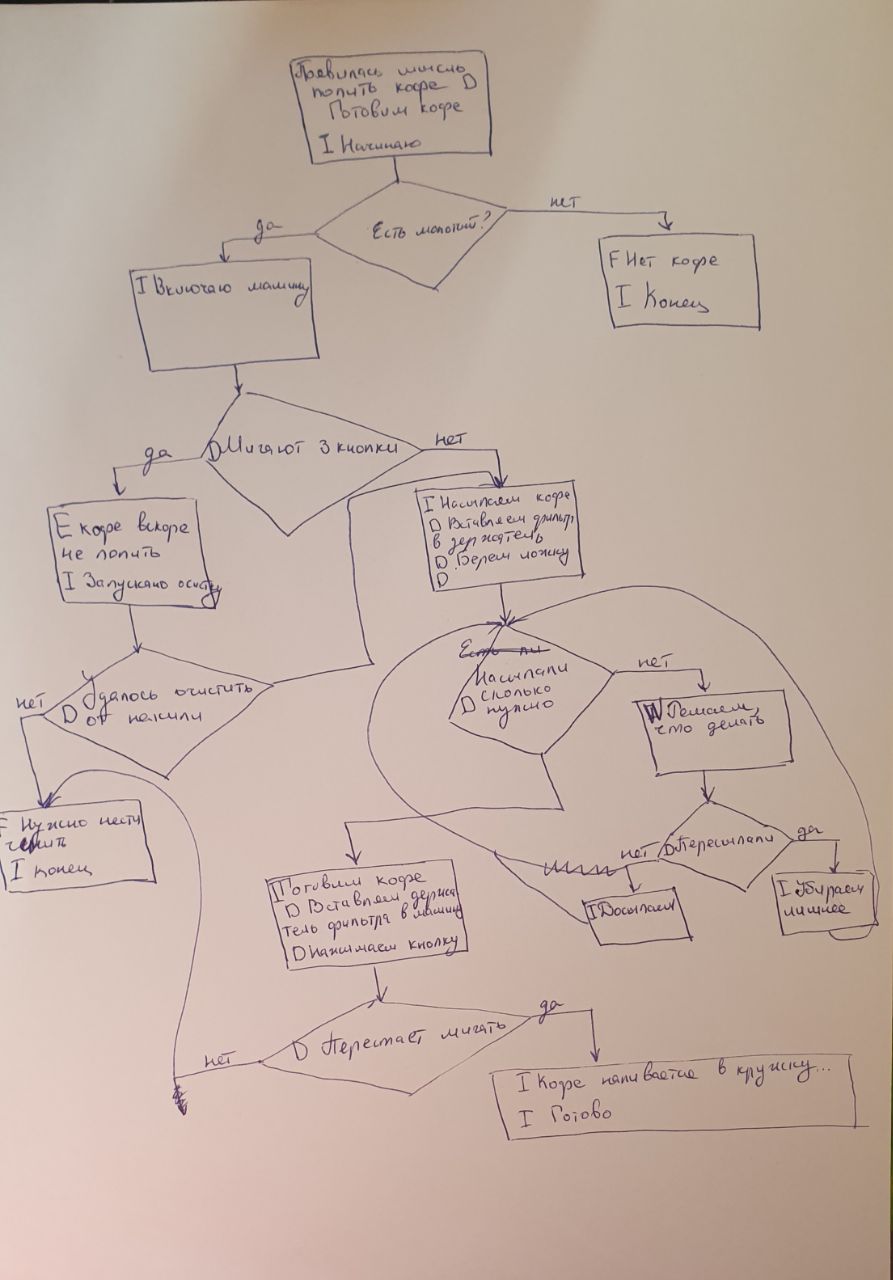 Появилась мысль
попить кофе D
Готовим кофе
I Начинаю
Есть молотый?
да
нет
F Нет кофе
I Конец
I Включаю машину
D Мигают 3 кнопки
да
нет
E кофе вскоре
не попить
I Запускаю
I Насыпаем кофе
D Вставляем фильтр
в держатель
D Берем ложку
D
D Удалось очистить
от накипи
нет
Есть ли
Насыпали
D сколько
нужно
нет
W Решаем,
что делать
F Нужно нести
чинить
I Конец
D Пересыпали
нет
да
I Досыпаем
I Убираем
лишнее
I Готовим кофе
D Вставляем держа
тель фильтра в машину
D Нажимаем кнопку
D Перестает мигать
нет
да
I Кофе наливается в кружку...
I Готово